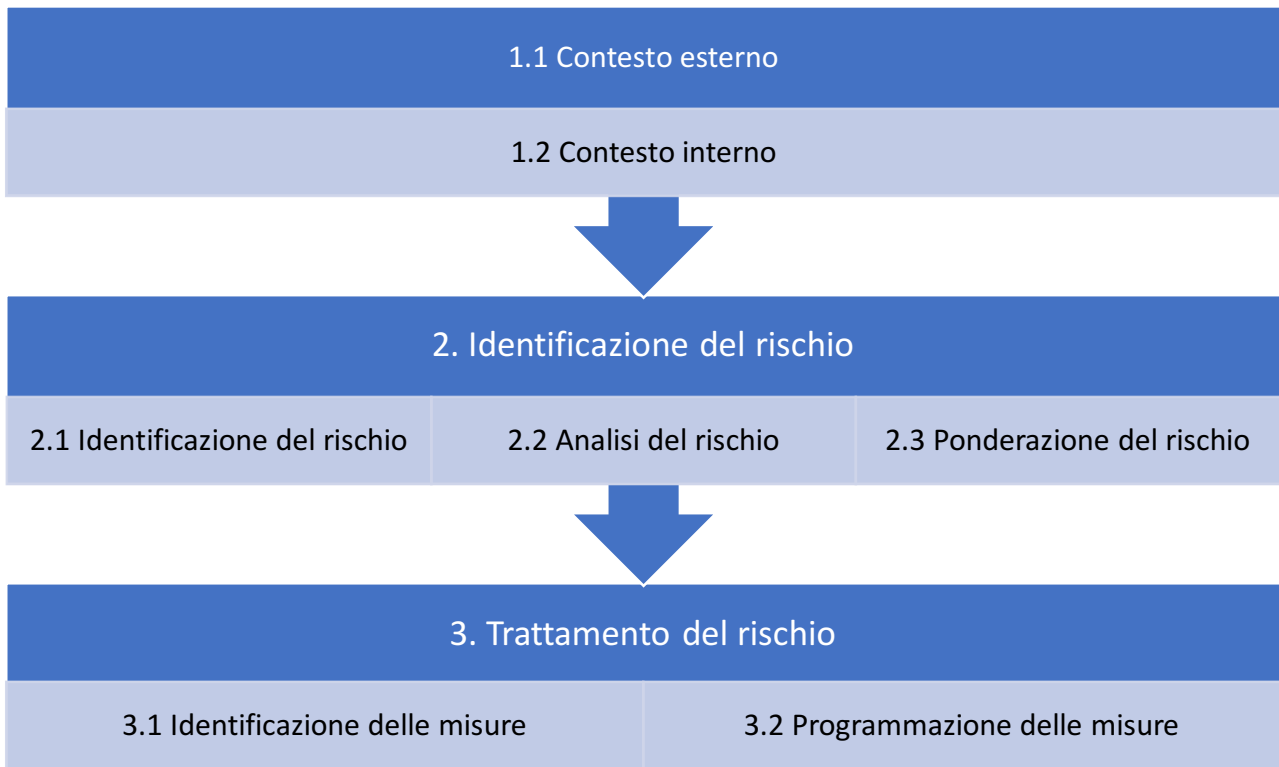 1.1 Contesto esterno
1.2 Contesto interno
2. Identificazione del rischio
2.1 Identificazione del rischio
2.2 Analisi del rischio
2.3 Ponderazione del rischio
3. Trattamento del rischio
3.1 Identificazione delle misure
3.2 Programmazione delle misure